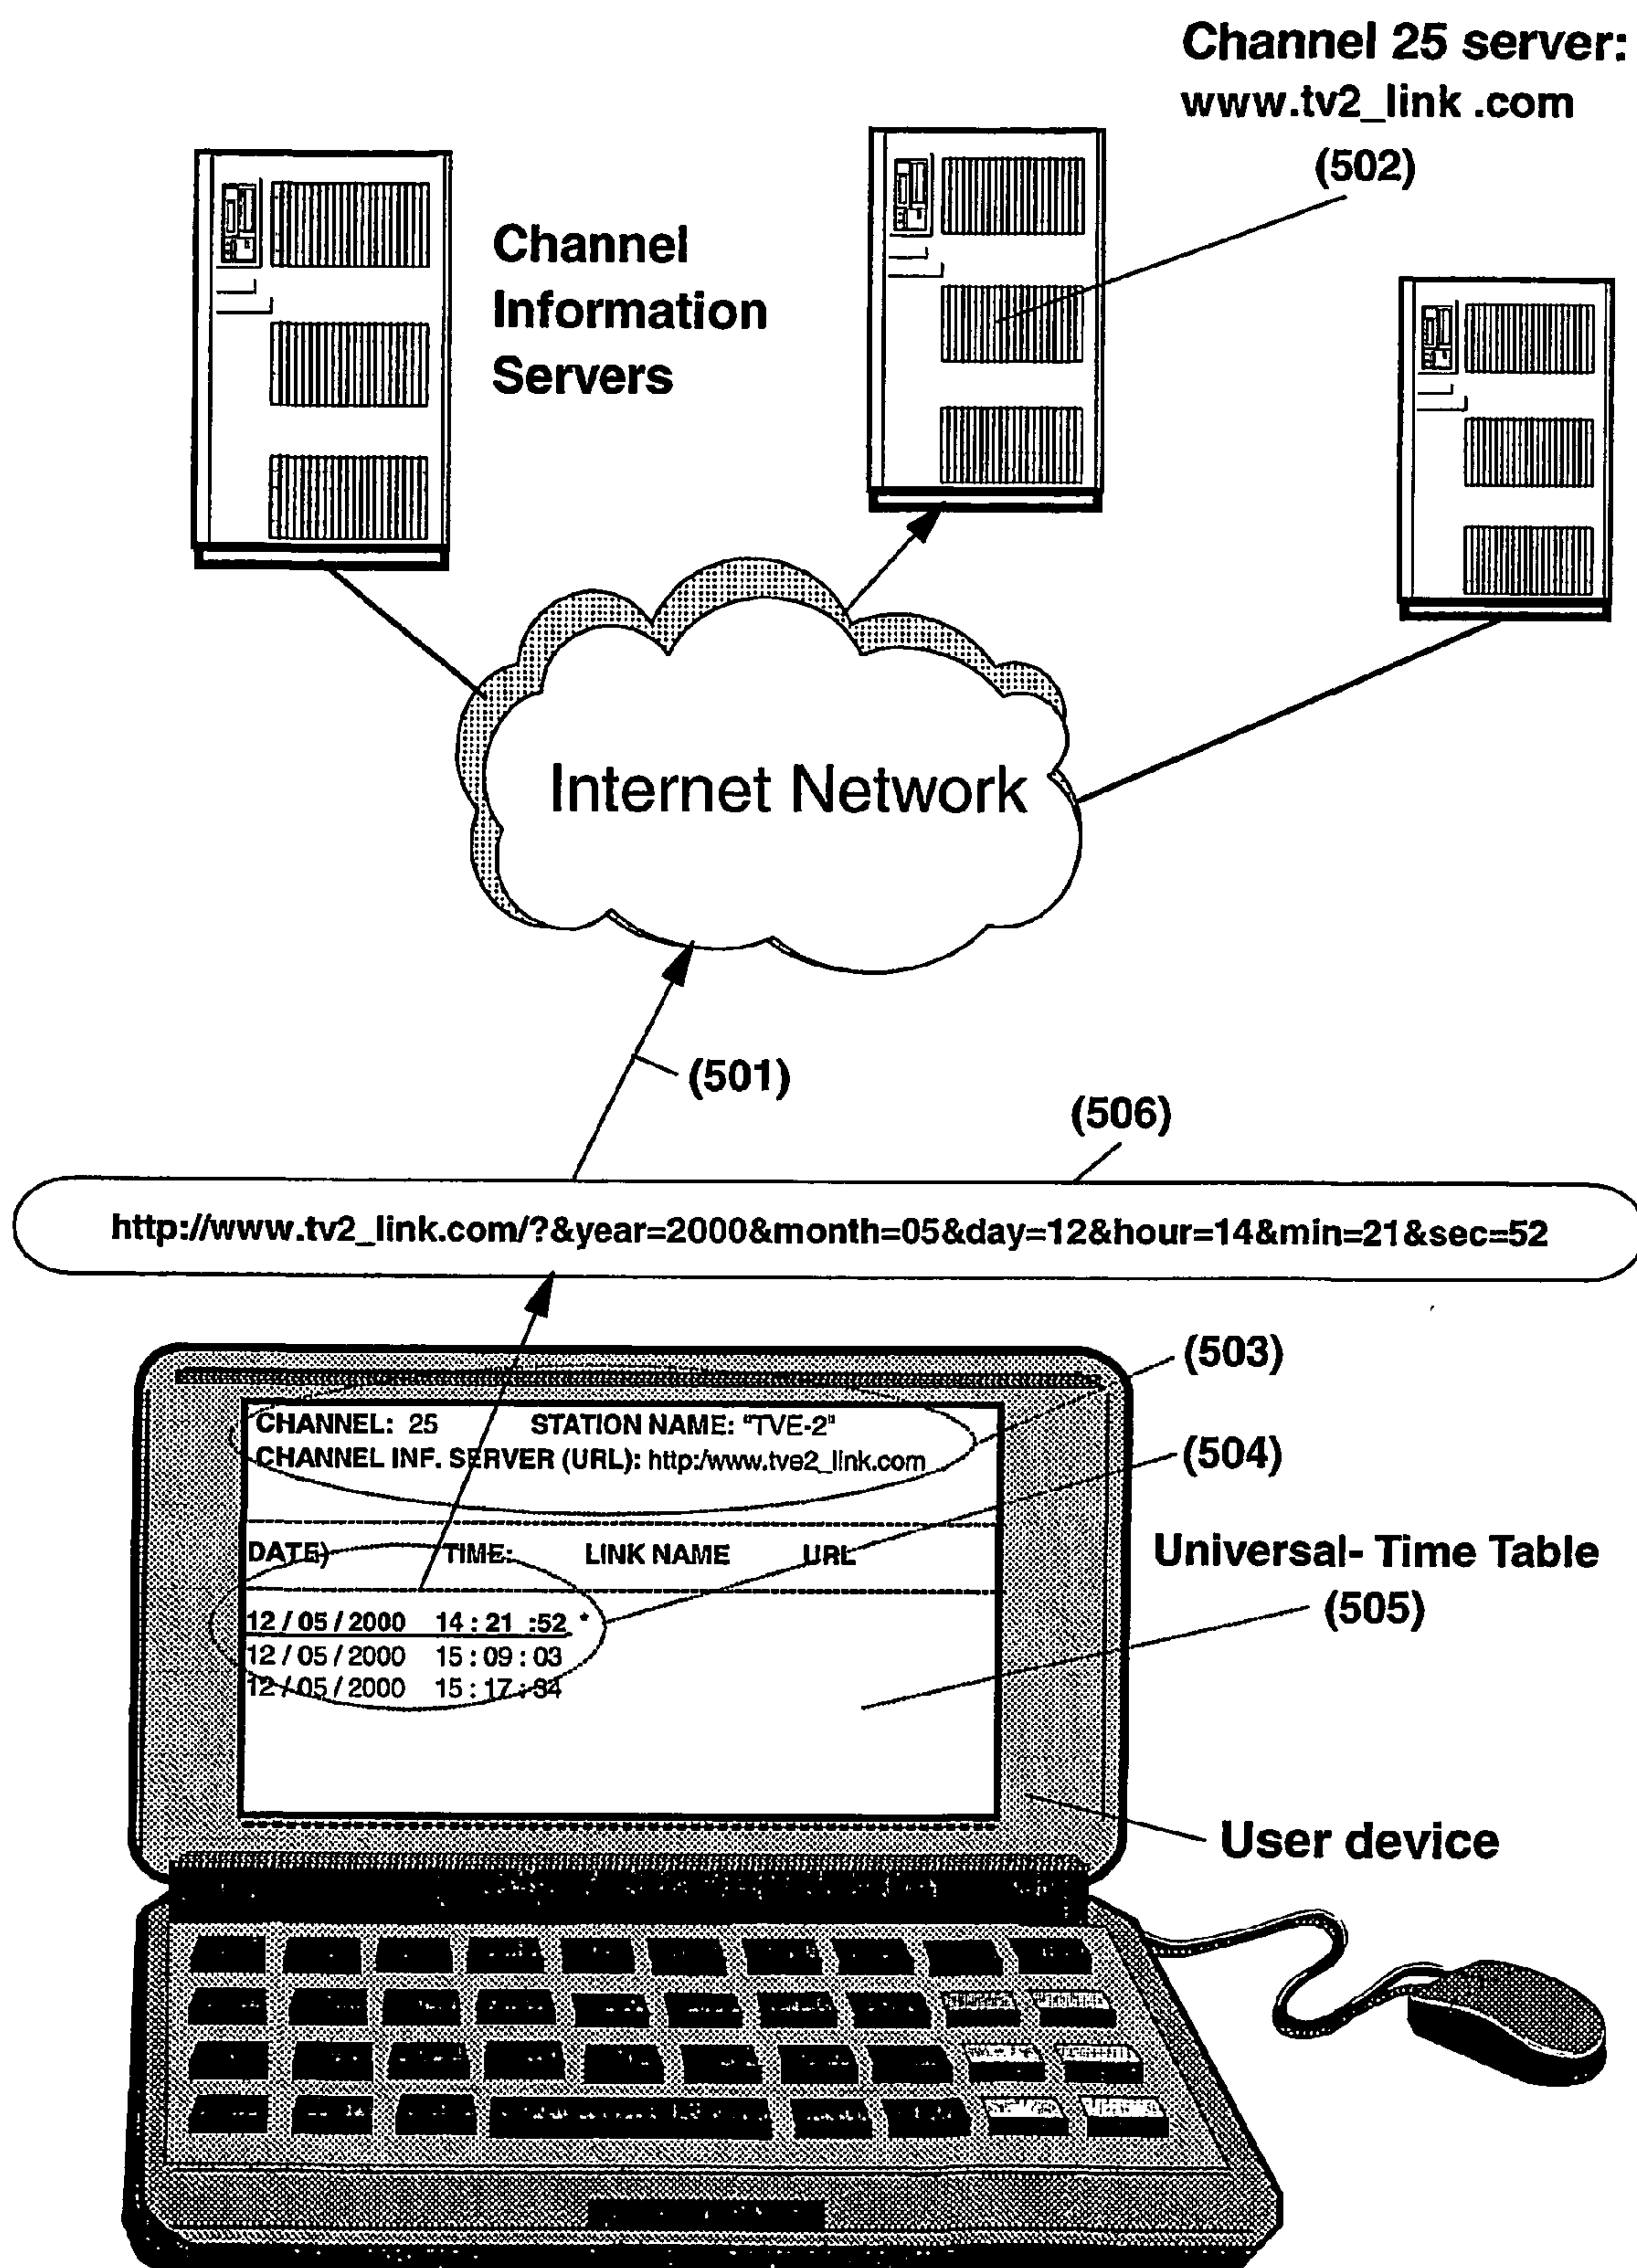 Channel 25 server:
www.tv2_link .com
(502)
Channel
Information
Servers
Internet Network
(501)
(506)
http://www.tv2_link.com/?&year=2000&month=05&day=12&hour=14&min=21&sec=52
(503)
CHANNEL: 25 STATION NAME: "TVE-2"
CHANNEL INF. SERVER (URL): http:/www.tve2_link.com
(504)
DATE) TIME: LINK NAME URL
Universal- Time Table
(505)
12 / 05 / 2000 14 : 21 :52 *
12 / 05 / 2000 15 : 09 : 03
12 / 05 / 2000 15 : 17 : 34
User device